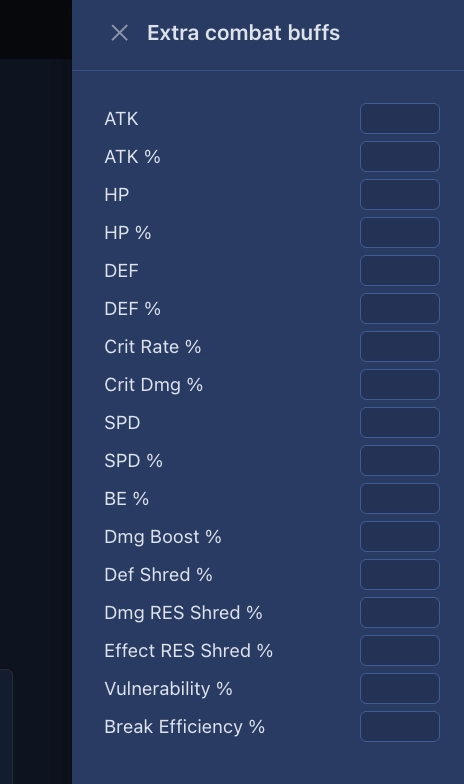 Extra combat buffs
ATK
ATK %
HP
HP %
DEF
DEF %
Crit Rate %
Crit Dmg %
SPD
SPD %
BE %
Dmg Boost %
Def Shred %
Dmg RES Shred %
Effect RES Shred %
Vulnerability %
Break Efficiency %